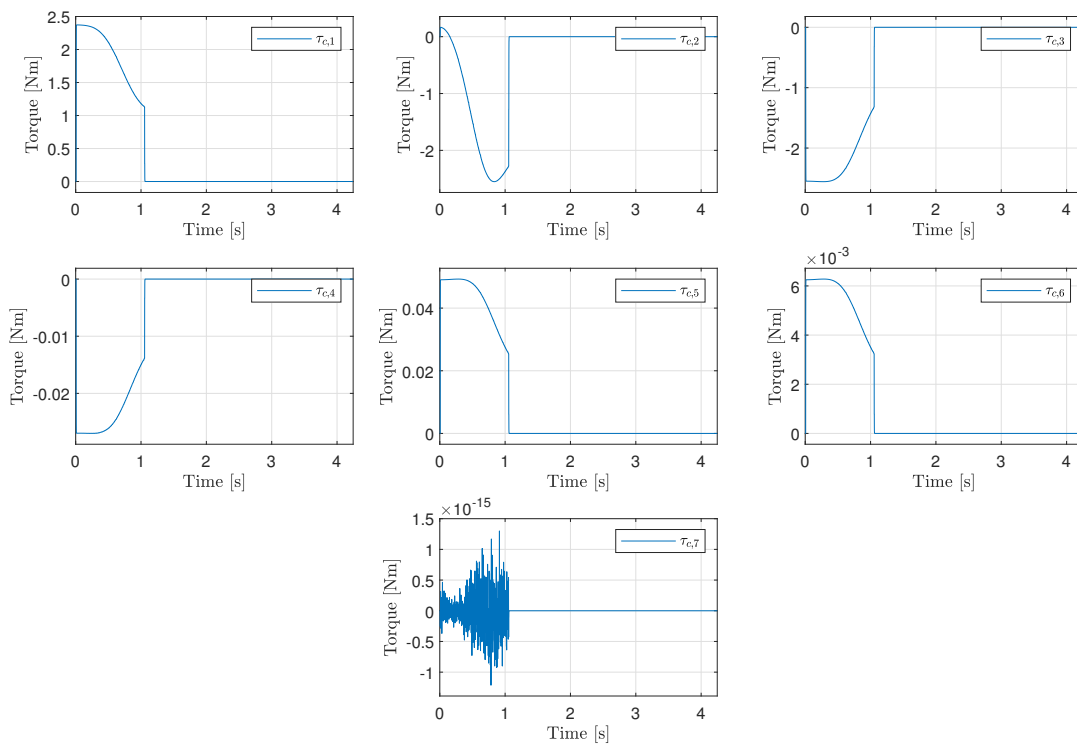 2.5
2
1.5
1
0.5
0
Torque [Nm]
τc,1
0 1 2 3 4
Time [s]
0
-1
-2
Torque [Nm]
τc,2
0 1 2 3 4
Time [s]
0
-1
-2
Torque [Nm]
τc,3
0 1 2 3 4
Time [s]
0
-0.01
-0.02
Torque [Nm]
τc,4
0 1 2 3 4
Time [s]
0.04
0.02
0
Torque [Nm]
τc,5
0 1 2 3 4
Time [s]
×10-3
6
4
2
0
Torque [Nm]
τc,6
0 1 2 3 4
Time [s]
×10-15
1.5
1
0.5
0
-0.5
-1
Torque [Nm]
τc,7
0 1 2 3 4
Time [s]